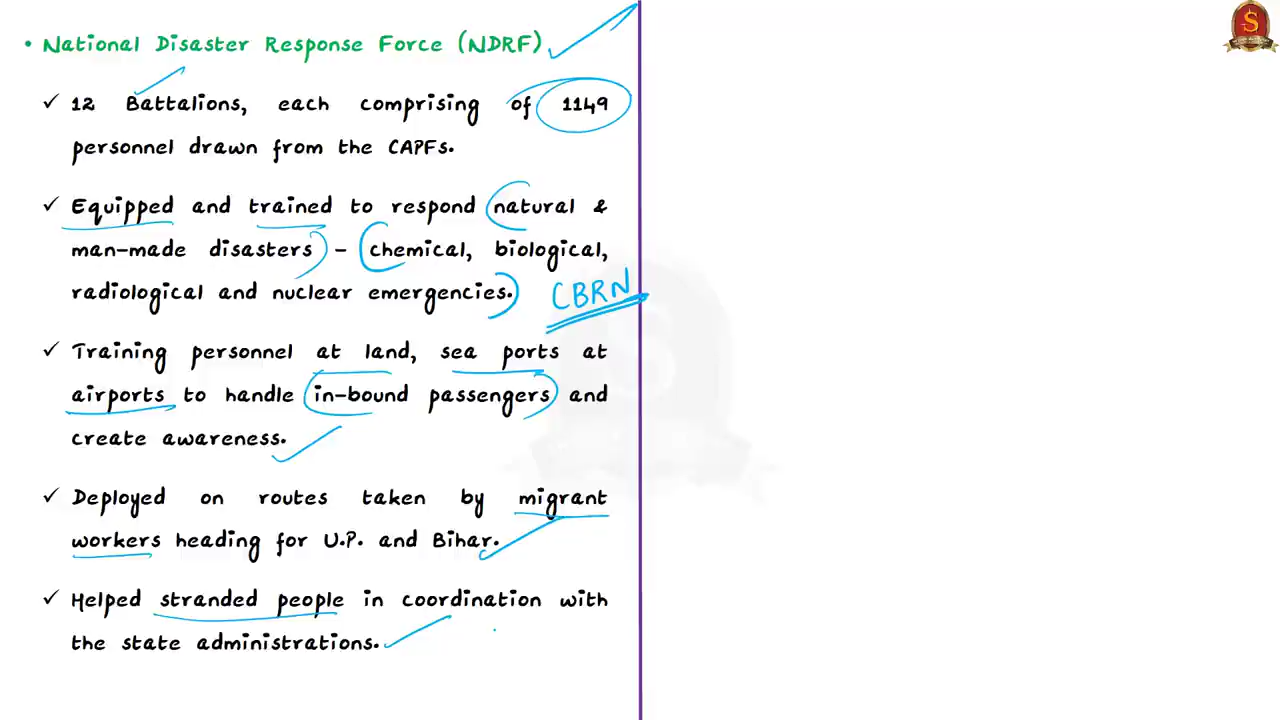 • National Disaster Response Force (NDRF)
✓ 12 Battalions, each comprising of 1149
personnel drawn from the CAPFs.
✓ Equipped and trained to respond natural &
man-made disasters - (chemical, biological,
radiological and nuclear emergencies.)
CBRN
✓ Training personnel at land, sea ports at
airports to handle in-bound passengers and
create awareness.
✓ Deployed on routes taken by migrant
workers heading for U.P. and Bihar.
✓ Helped stranded people in coordination with
the state administrations.
S